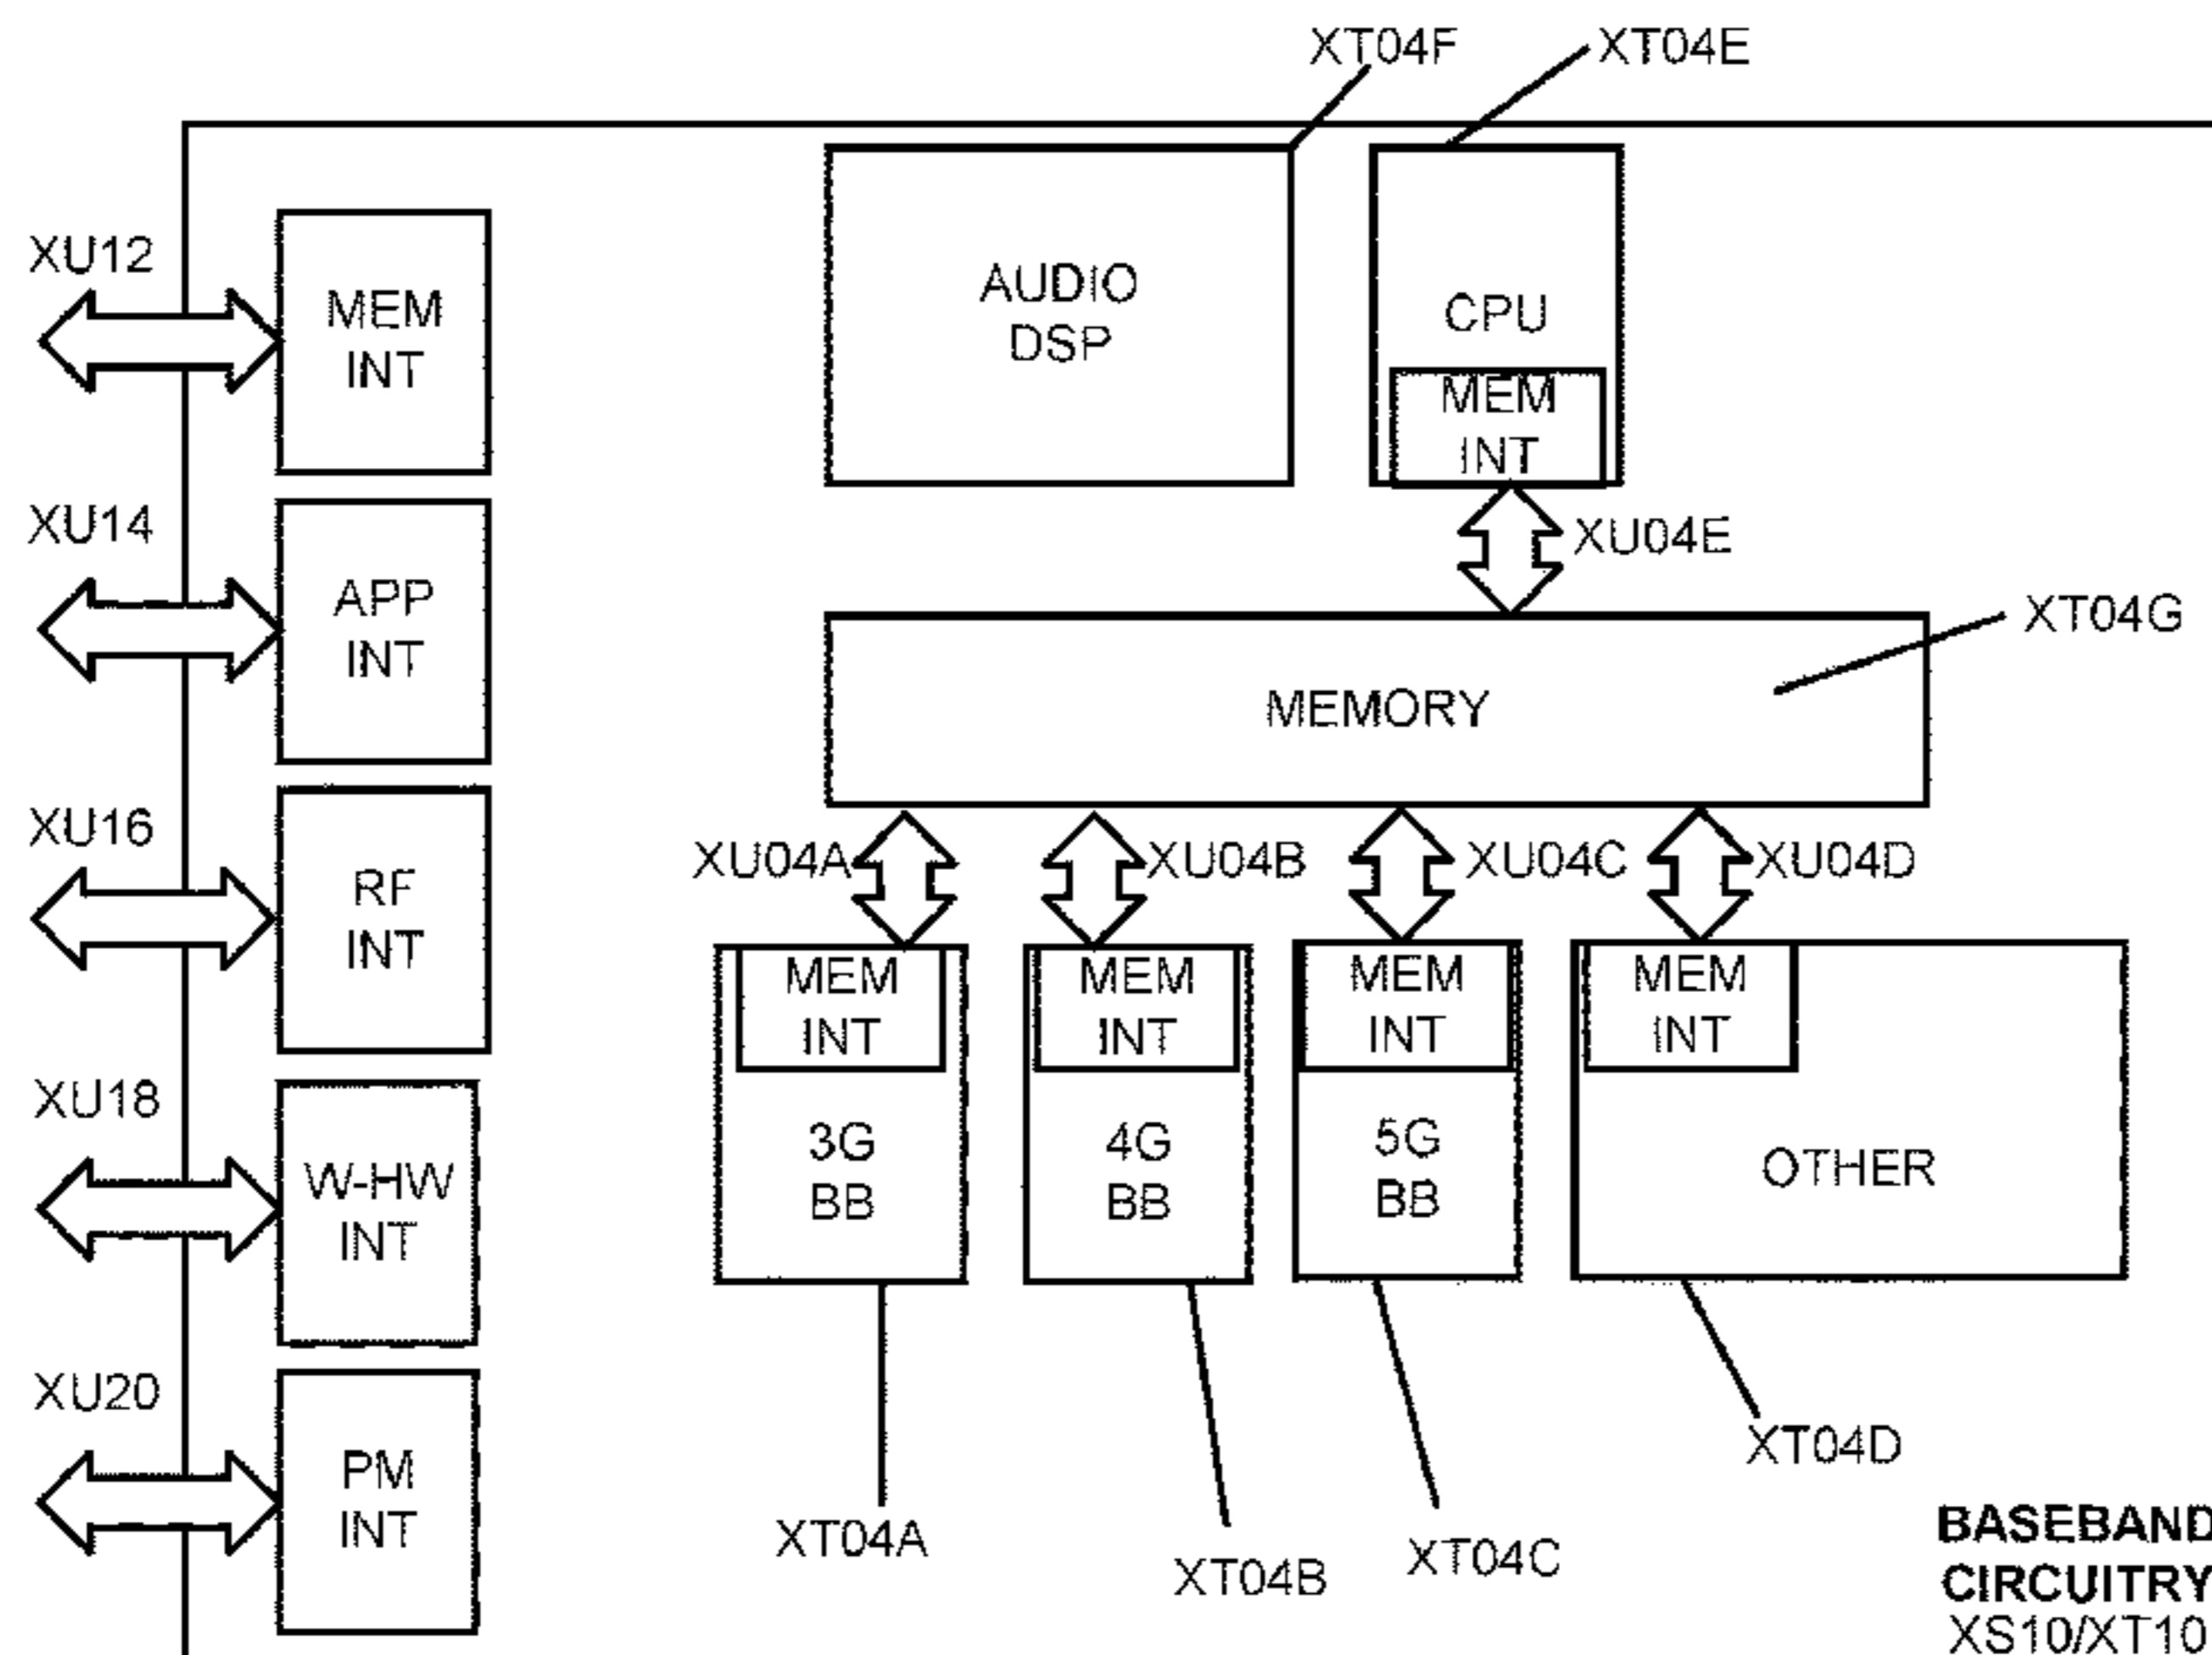 XT04F
XT04E
XU12
MEM
INT
AUDIO
DSP
CPU
MEM
INT
XU14
APP
INT
XU04E
XT04G
MEMORY
XU16
RF
INT
XU04A
XU04B
XU04C
XU04D
MEM
INT
3G
BB
MEM
INT
4G
BB
MEM
INT
5G
BB
MEM
INT
OTHER
XU18
W-HW
INT
XU20
PM
INT
XT04A
XT04B
XT04C
XT04D
BASEBAND
CIRCUITRY
XS10/XT10